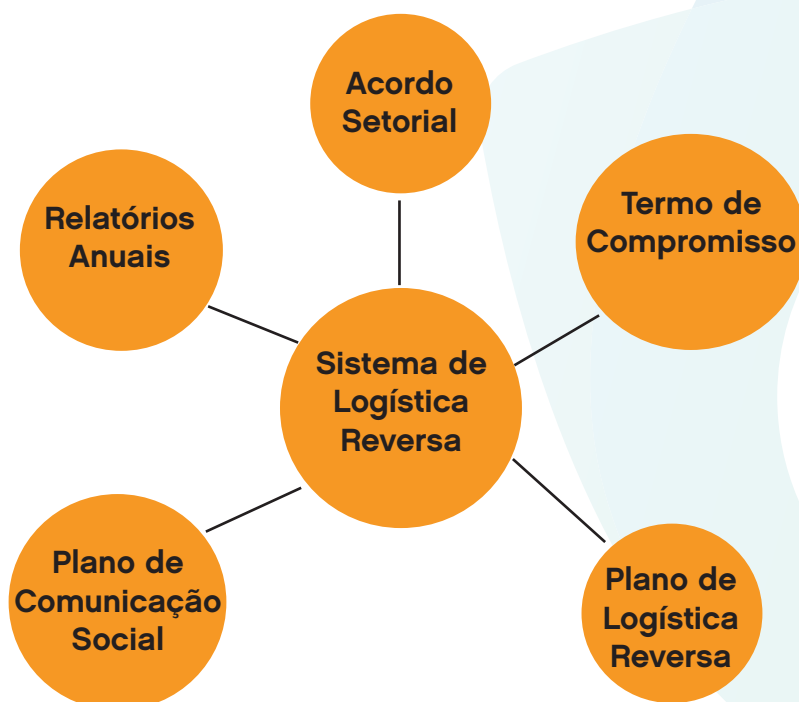 Acordo
Setorial
Relatórios
Anuais
Termo de
Compromisso
Sistema de
Logística
Reversa
Plano de
Comunicação
Social
Plano de
Logística
Reversa